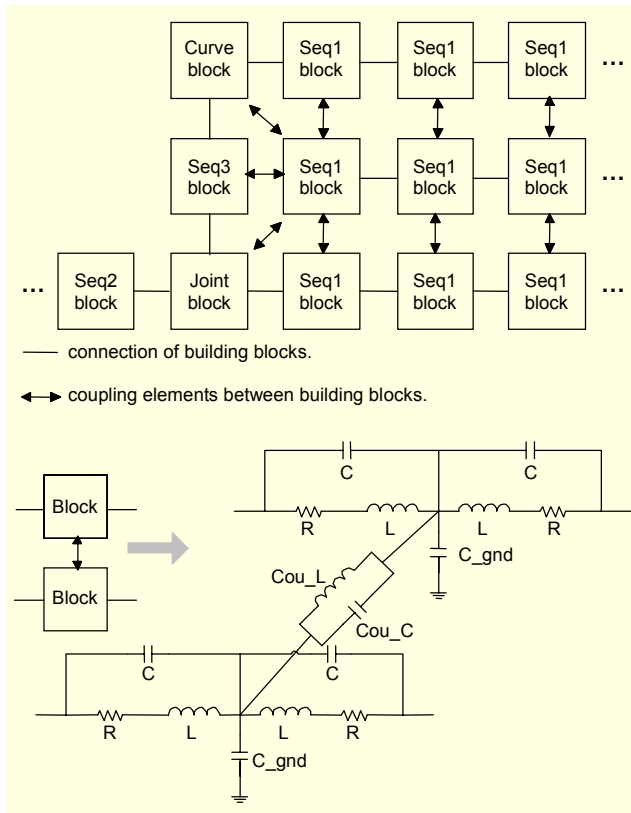 Curve block Seq1 block Seq1 block Seq1 block ...
Seq3 block Seq1 block Seq1 block Seq1 block ...
... Seq2 block Joint block Seq1 block Seq1 block Seq1 block ...
connection of building blocks.
coupling elements between building blocks.
C C
Block
R L L R
C_gnd
Cou_L
Block
Cou_C
C C
R L L R
C_gnd